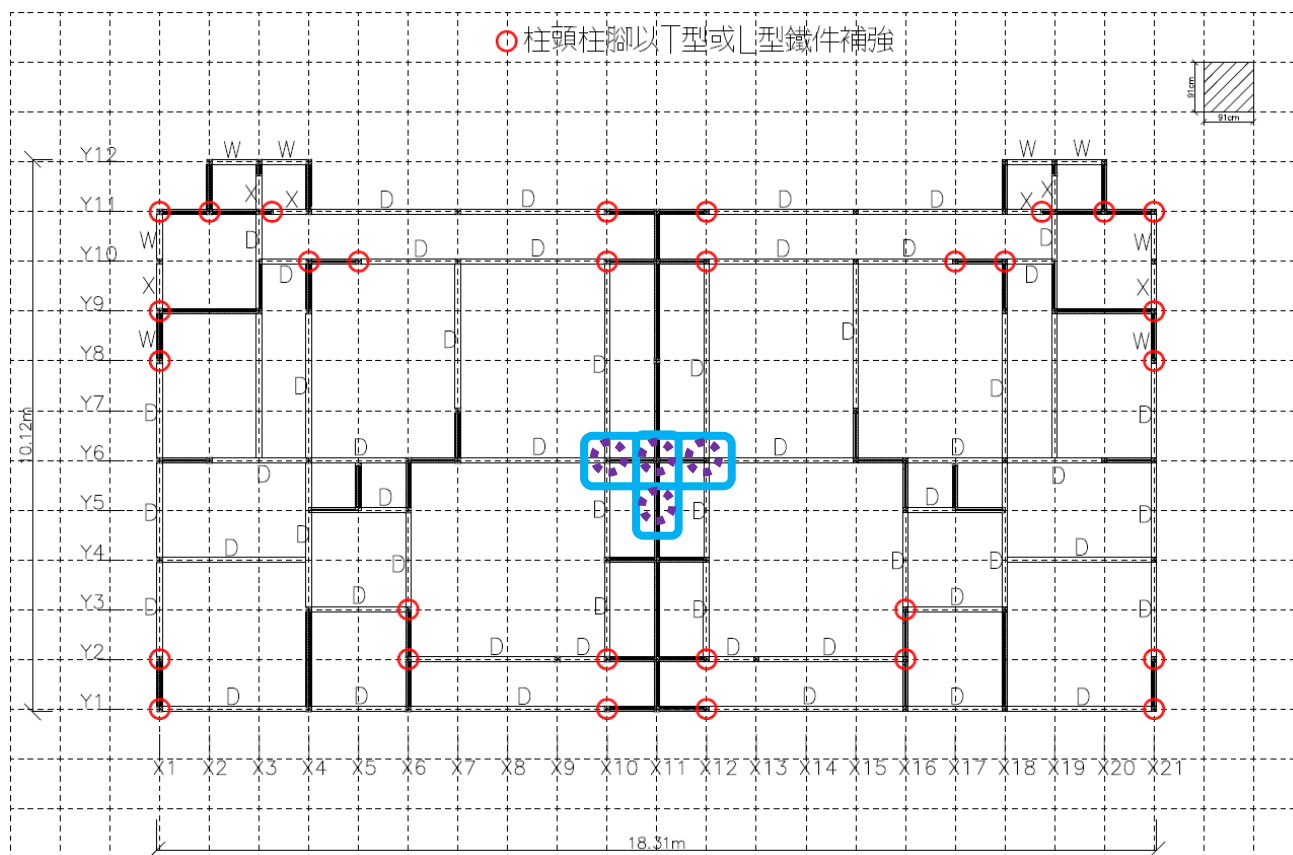 柱頭柱腳以T型或L型鐵件補強
91cm
91cm
Y12 W W W W
X X D D D D X X
Y11
W D D D D D D W
Y10
D D
X X
Y9
W D D W
Y8
D D D D
D D
Y7
D D
Y6 D D D D
D D
D D
Y5
D D D D
D D
Y4 D D
D D
Y3 D D
D D D D
Y2 D D D D
Y1 D D D D D D
X1 X2 X3 X4 X5 X6 X7 X8 X9 X10 X11 X12 X13 X14 X15 X16 X17 X18 X19 X20 X21
10.12m
18.31m